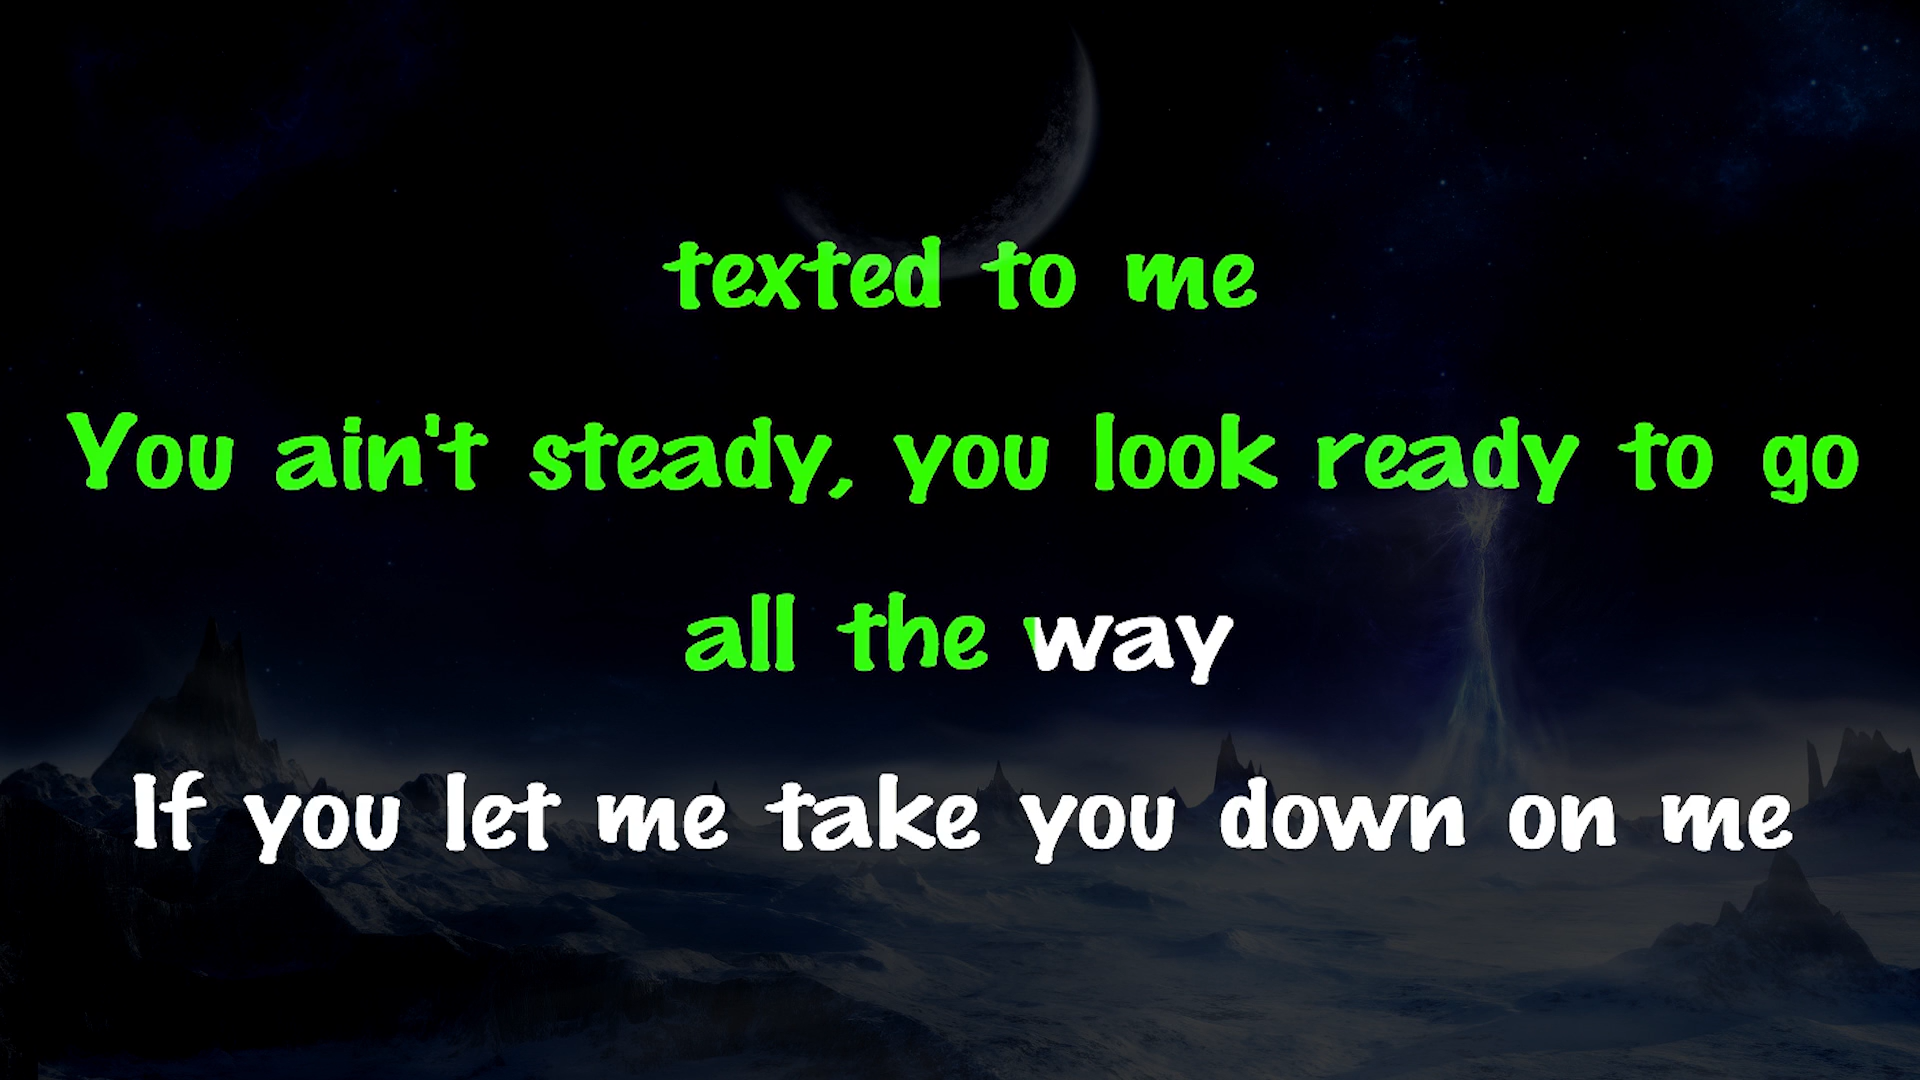 texted to me
You ain't steady, you look ready to go
all the way
If you let me take you down on me